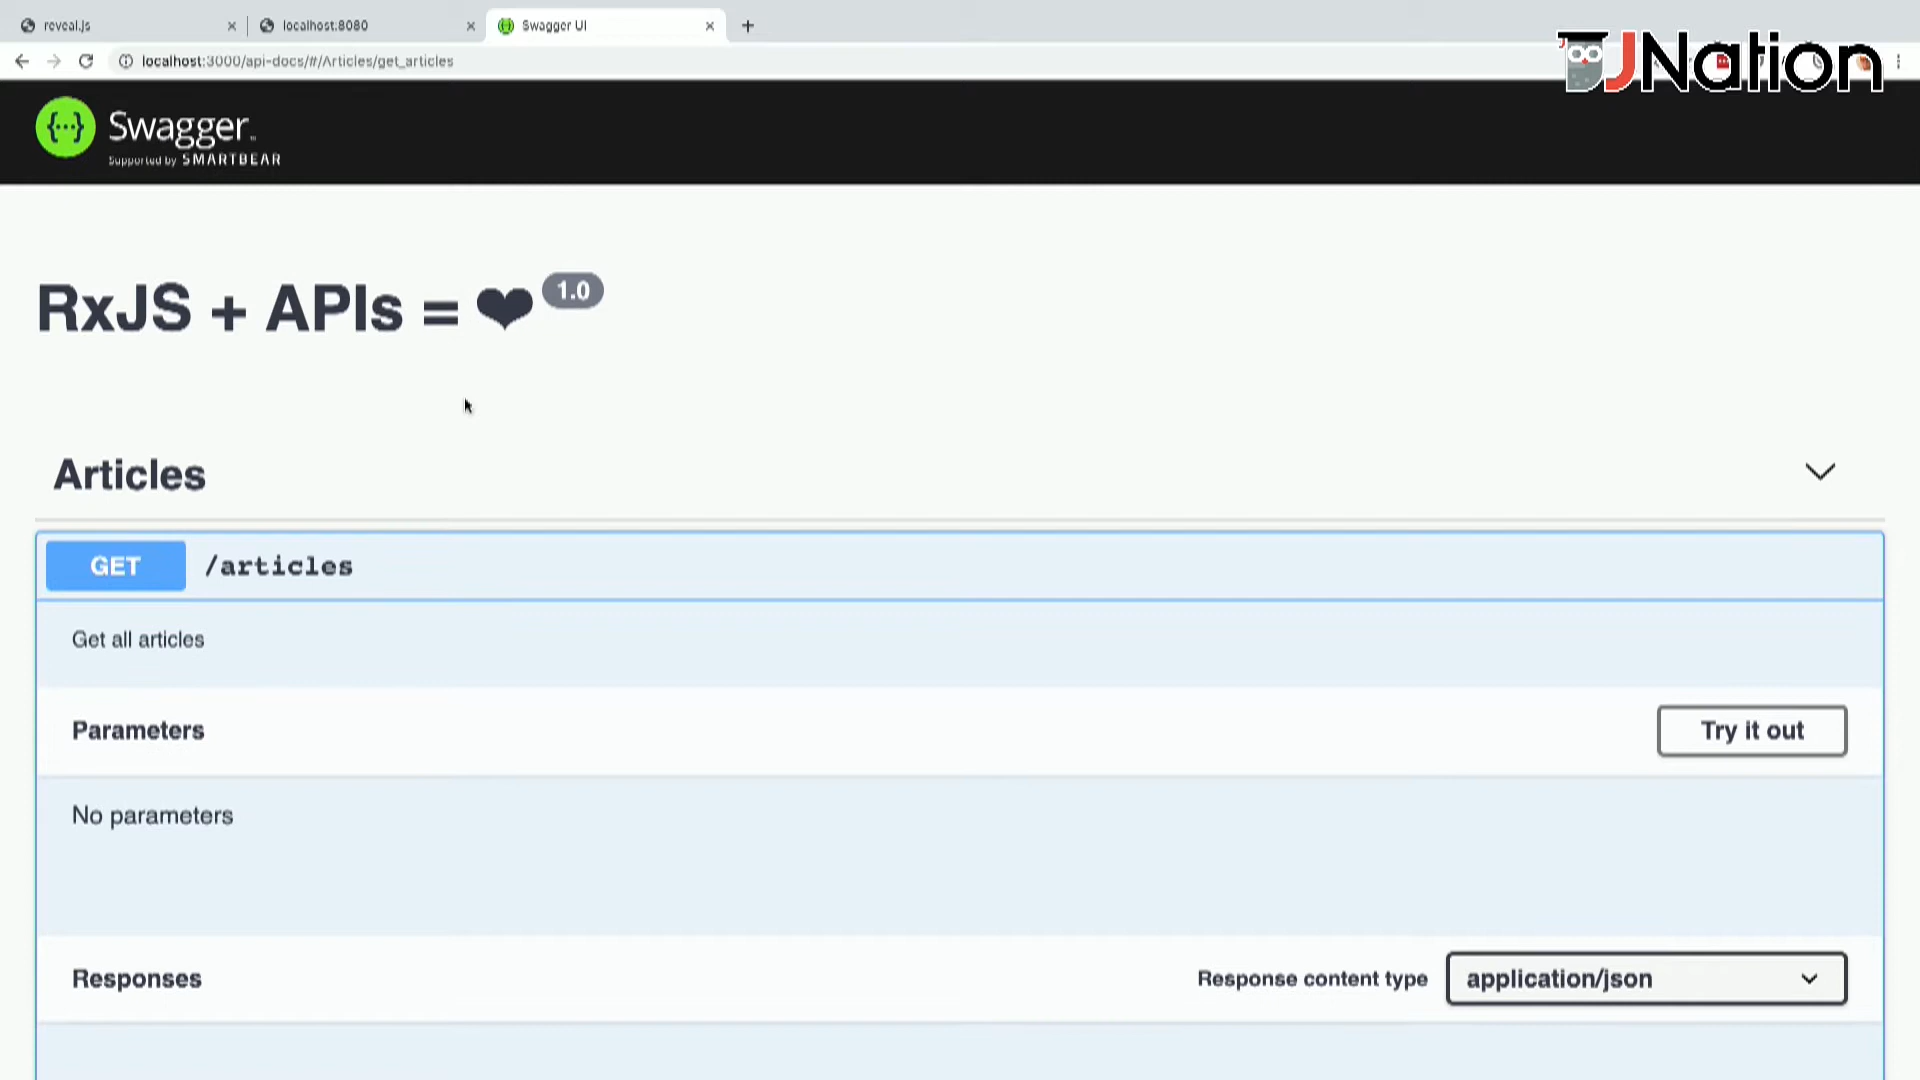 reveal.js
localhost:8080
Swagger UI
localhost:3000/api-docs/#/Articles/get_articles
JNation
Swagger
Supported by SMARTBEAR
RxJS + APIs = ❤ 1.0
Articles
GET /articles
Get all articles
Parameters
Try it out
No parameters
Responses
Response content type
application/json